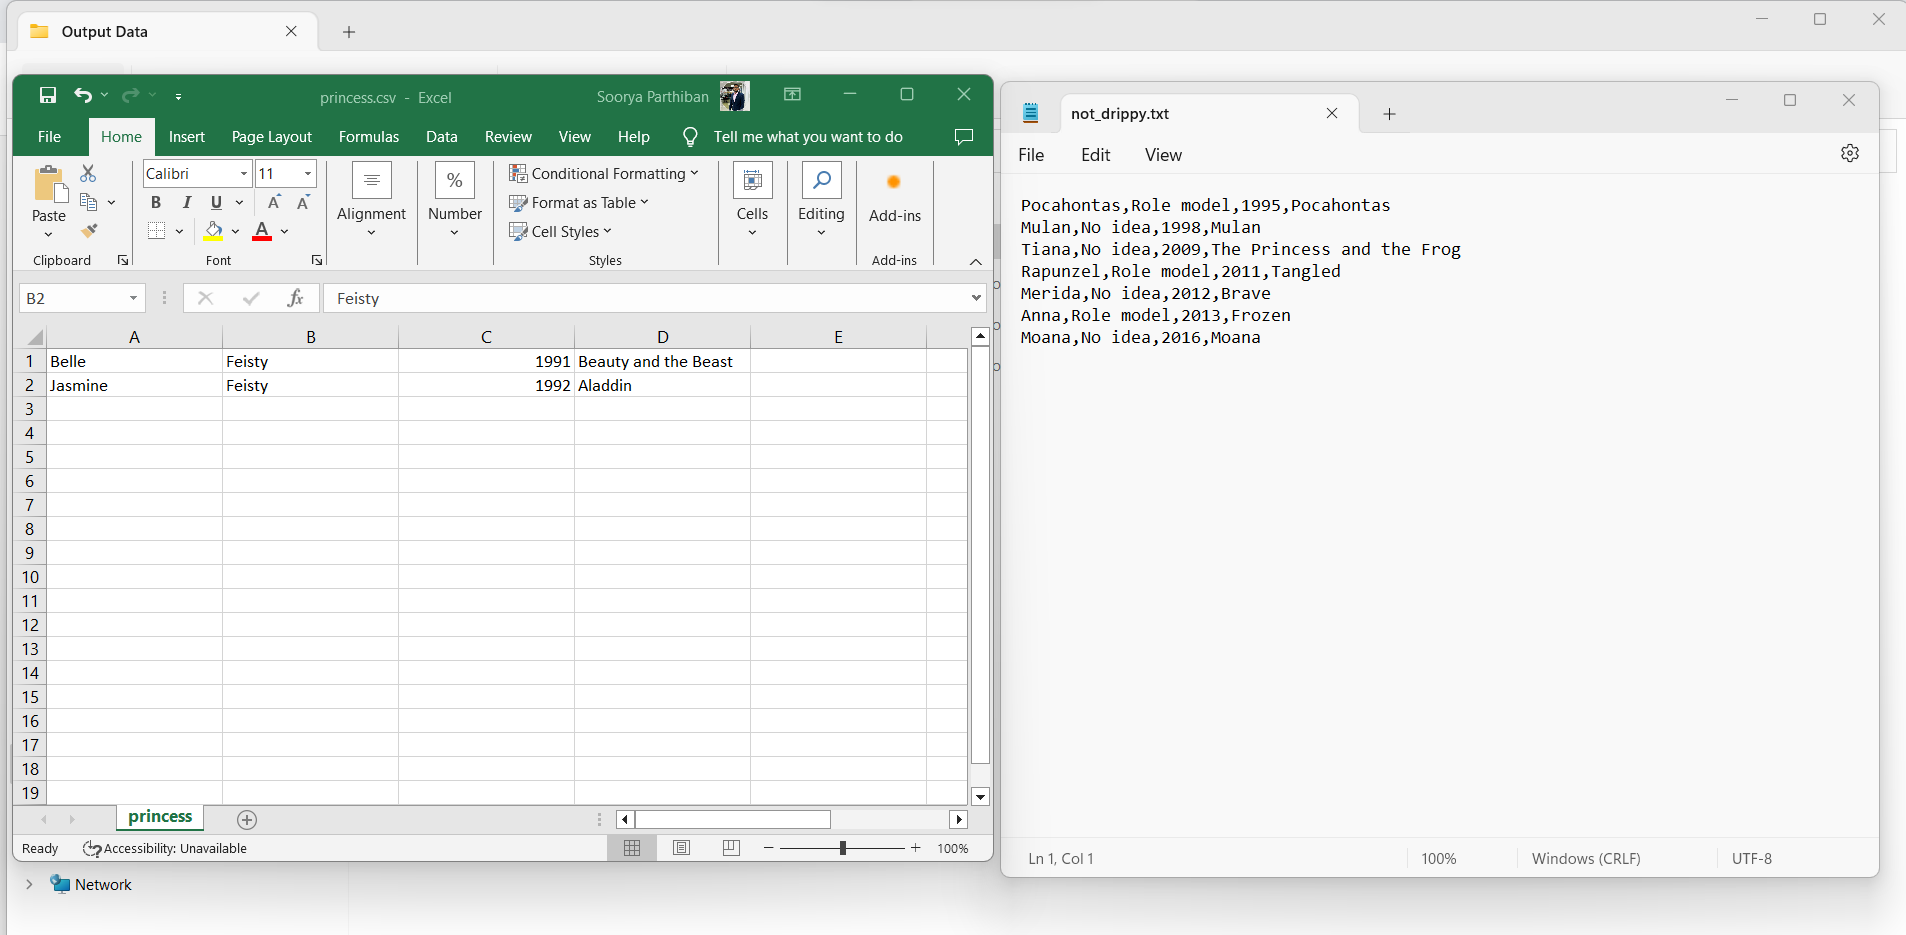 Output Data
princess.csv - Excel
Soorya Parthiban
File Home Insert Page Layout Formulas Data Review View Help Tell me what you want to do
Paste
Clipboard
Calibri 11
B I U A A
A
Font
Alignment
%
Number
Conditional Formatting
Format as Table
Cell Styles
Styles
Cells
Editing
Add-ins
Add-ins
B2 fx Feisty
A B C D E
1 Belle Feisty 1991 Beauty and the Beast
2 Jasmine Feisty 1992 Aladdin
3
4
5
6
7
8
9
10
11
12
13
14
15
16
17
18
19
princess
Ready Accessibility: Unavailable 100%
Network
not_drippy.txt
File Edit View
Pocahontas,Role model,1995,Pocahontas
Mulan,No idea,1998,Mulan
Tiana,No idea,2009,The Princess and the Frog
Rapunzel,Role model,2011,Tangled
Merida,No idea,2012,Brave
Anna,Role model,2013,Frozen
Moana,No idea,2016,Moana
Ln 1, Col 1 100% Windows (CRLF) UTF-8